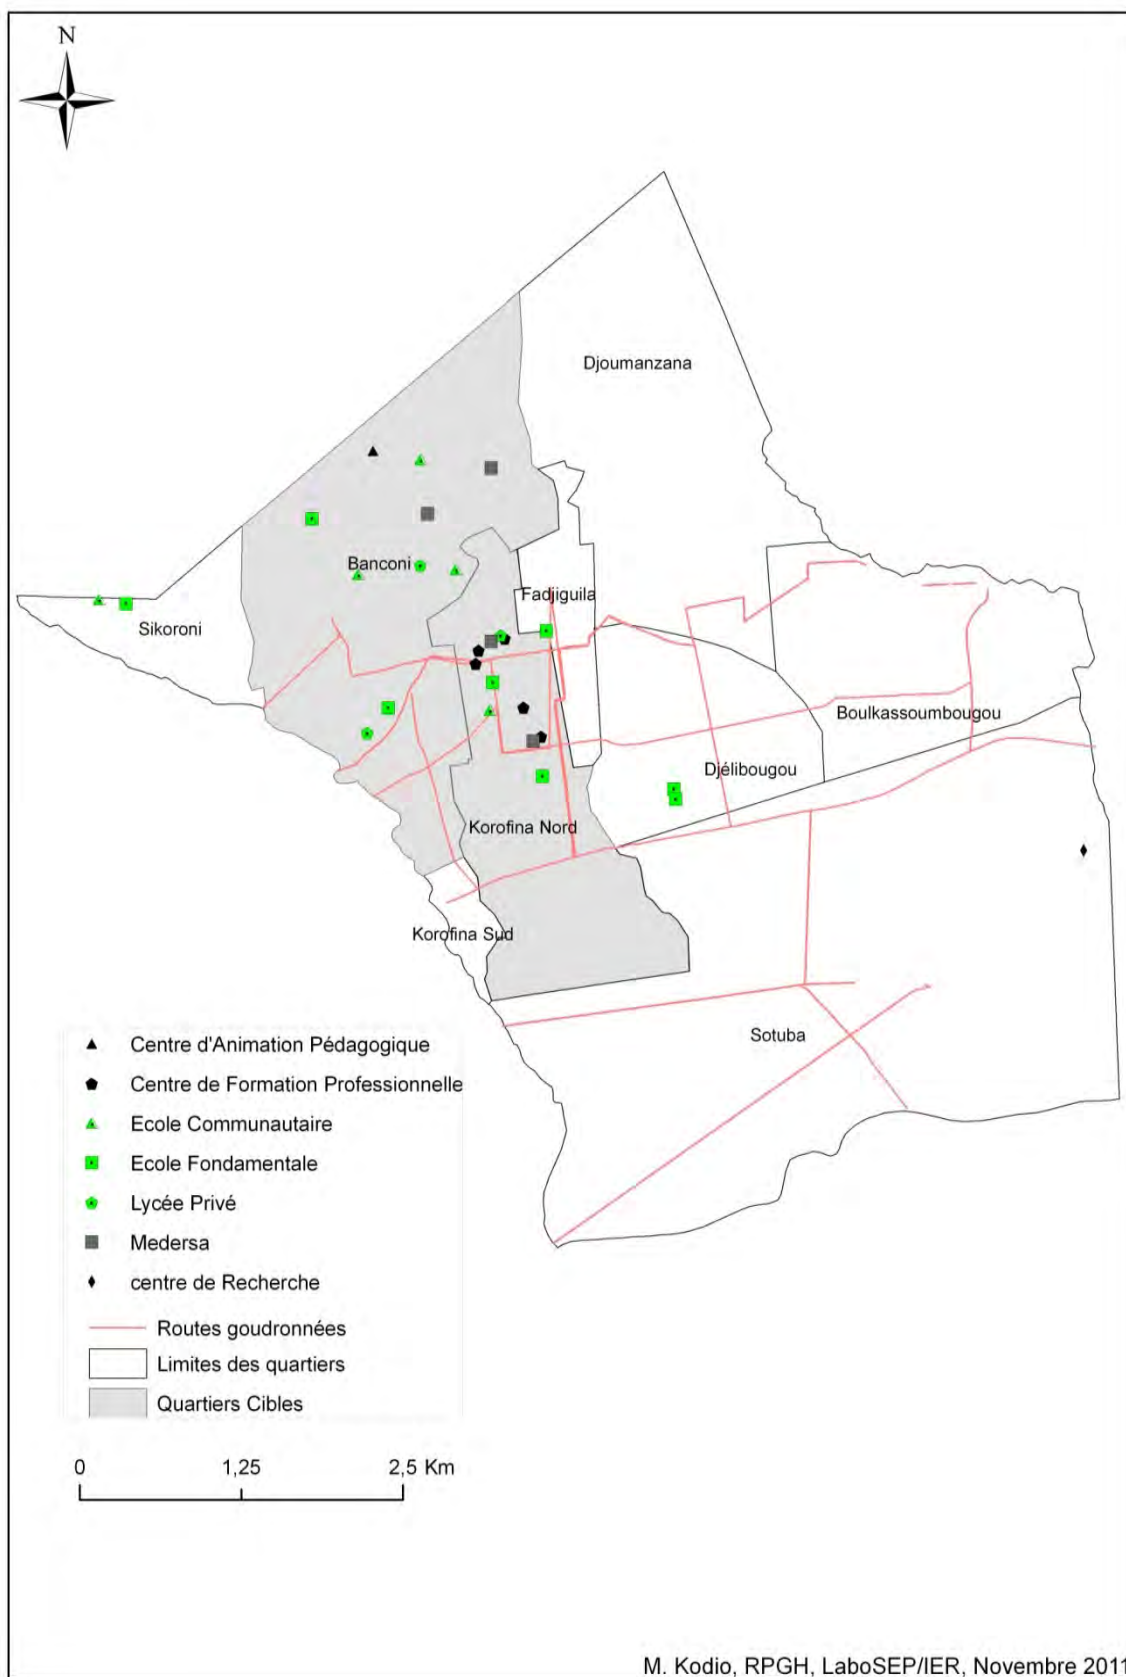 N
Djoumanzana
Banconi
Fadjiguila
Sikoroni
Boulkassoumbougou
Djélibougou
Korofina Nord
Korofina Sud
Sotuba
Centre d'Animation Pédagogique
Centre de Formation Professionnelle
Ecole Communautaire
Ecole Fondamentale
Lycée Privé
Medersa
centre de Recherche
Routes goudronnées
Limites des quartiers
Quartiers Cibles
0 1,25 2,5 Km
M. Kodio, RPGH, LaboSEP/IER, Novembre 2011